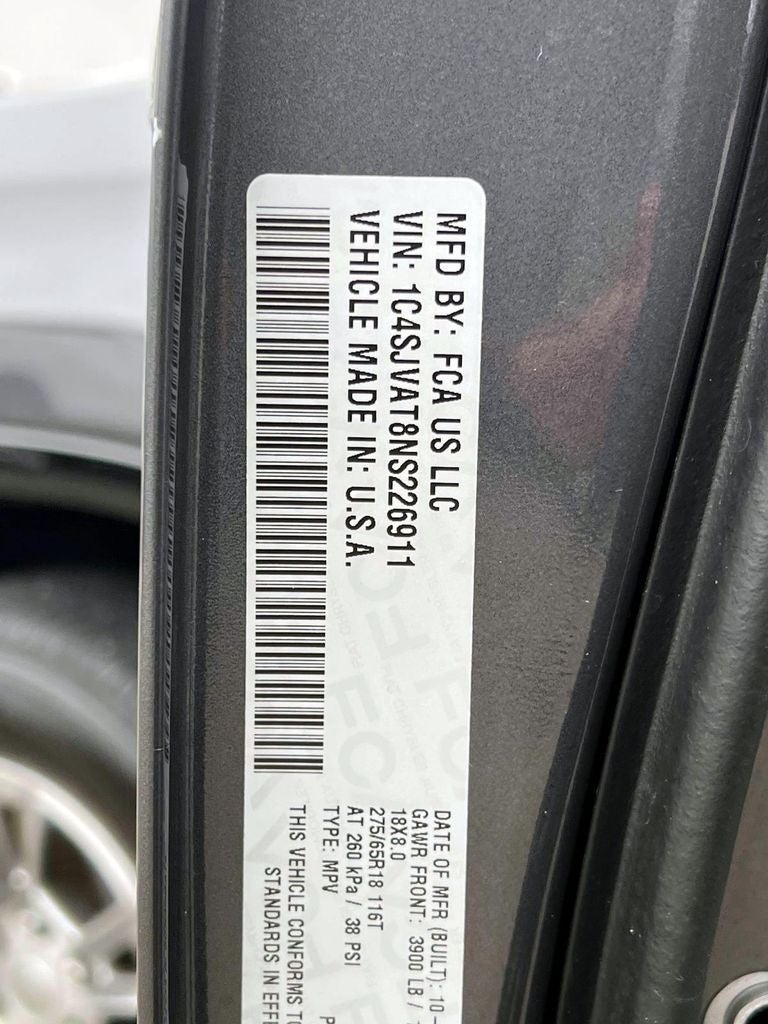 MFD BY: FCA US LLC
VIN: 1C4SJVAT8NS226911
VEHICLE MADE IN: U.S.A.
DATE OF MFR (BUILT): 10-
GAWR FRONT: 3900 LB /
18X8.0
275/65R18 116T
AT 260 kPa / 38 PSI
TYPE: MPV
THIS VEHICLE CONFORMS TO
STANDARDS IN EFFE